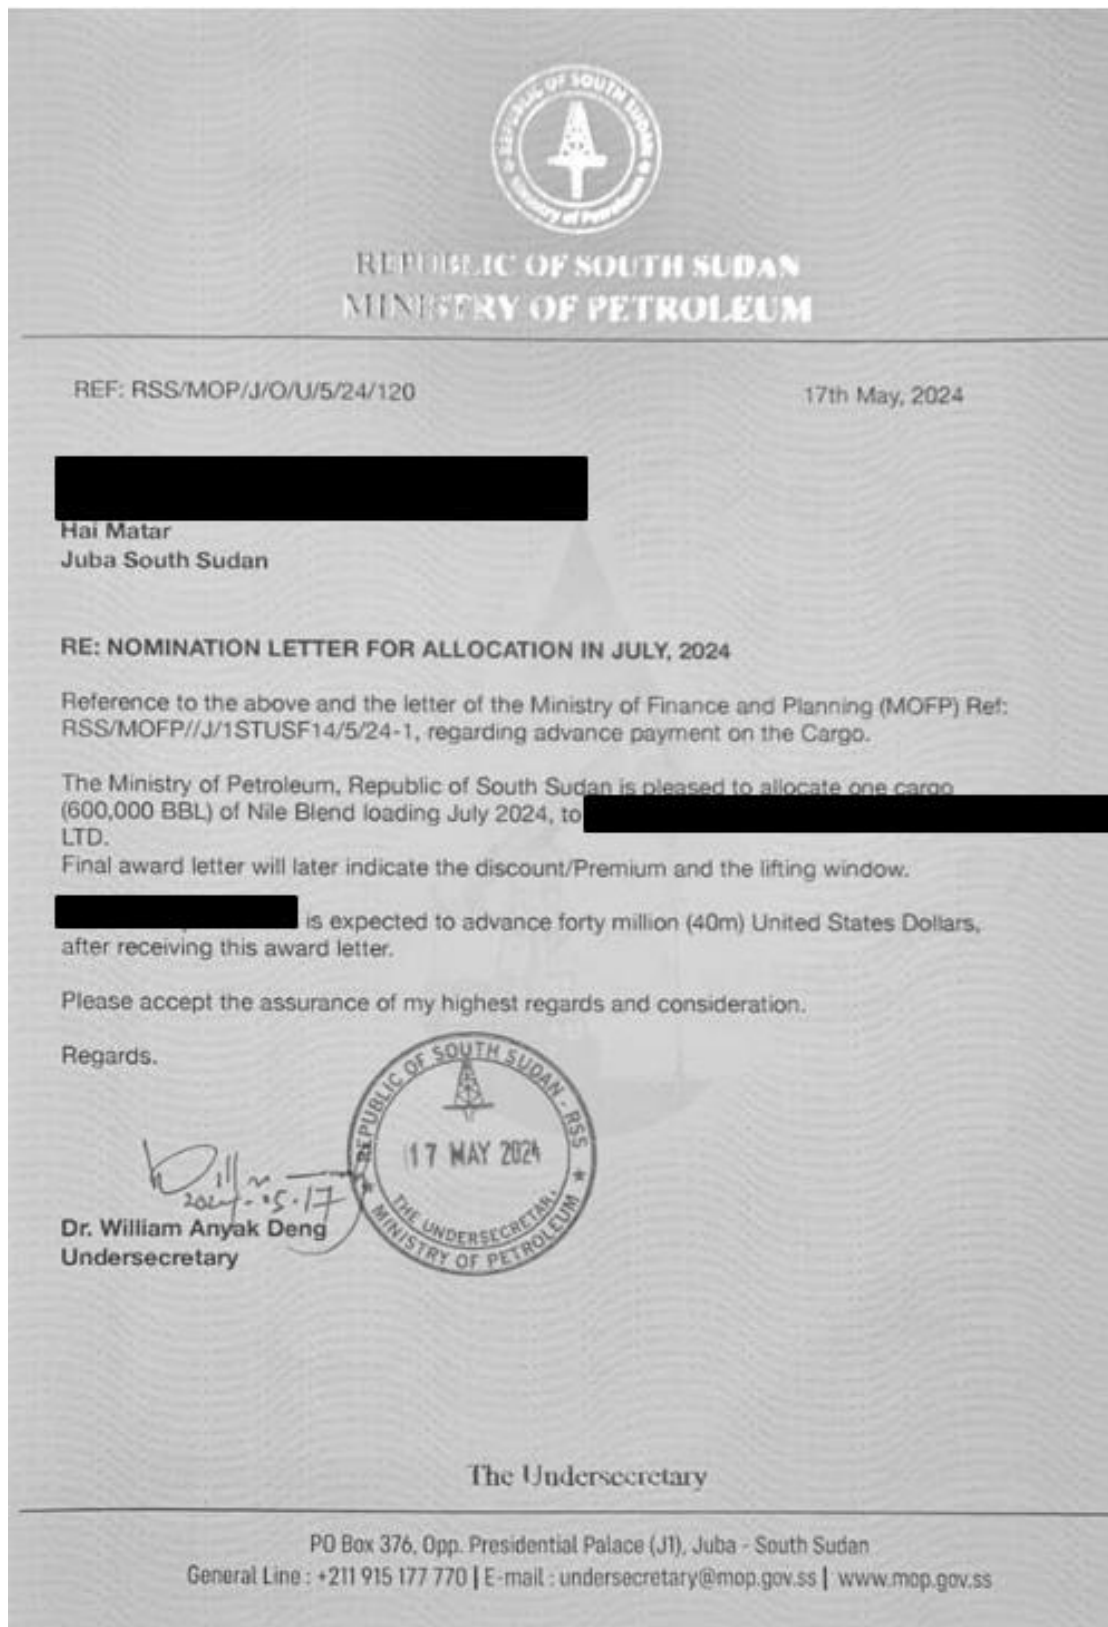 REPUBLIC OF SOUTH SUDAN
Ministry of Petroleum
REPUBLIC OF SOUTH SUDAN
MINISTRY OF PETROLEUM
REF: RSS/MOP/J/O/U/5/24/120
17th May, 2024
Hai Matar
Juba South Sudan
RE: NOMINATION LETTER FOR ALLOCATION IN JULY, 2024
Reference to the above and the letter of the Ministry of Finance and Planning (MOFP) Ref:
RSS/MOFP//J/1STUSF14/5/24-1, regarding advance payment on the Cargo.
The Ministry of Petroleum, Republic of South Sudan is pleased to allocate one cargo
(600,000 BBL) of Nile Blend loading July 2024, to
LTD.
Final award letter will later indicate the discount/Premium and the lifting window.
is expected to advance forty million (40m) United States Dollars,
after receiving this award letter.
Please accept the assurance of my highest regards and consideration.
Regards.
REPUBLIC OF SOUTH SUDAN - RSS
17 MAY 2024
THE UNDERSECRETARY
MINISTRY OF PETROLEUM
2024-05-17
Dr. William Anyak Deng
Undersecretary
The Undersecretary
PO Box 376, Opp. Presidential Palace (J1), Juba - South Sudan
General Line : +211 915 177 770 | E-mail : undersecretary@mop.gov.ss | www.mop.gov.ss